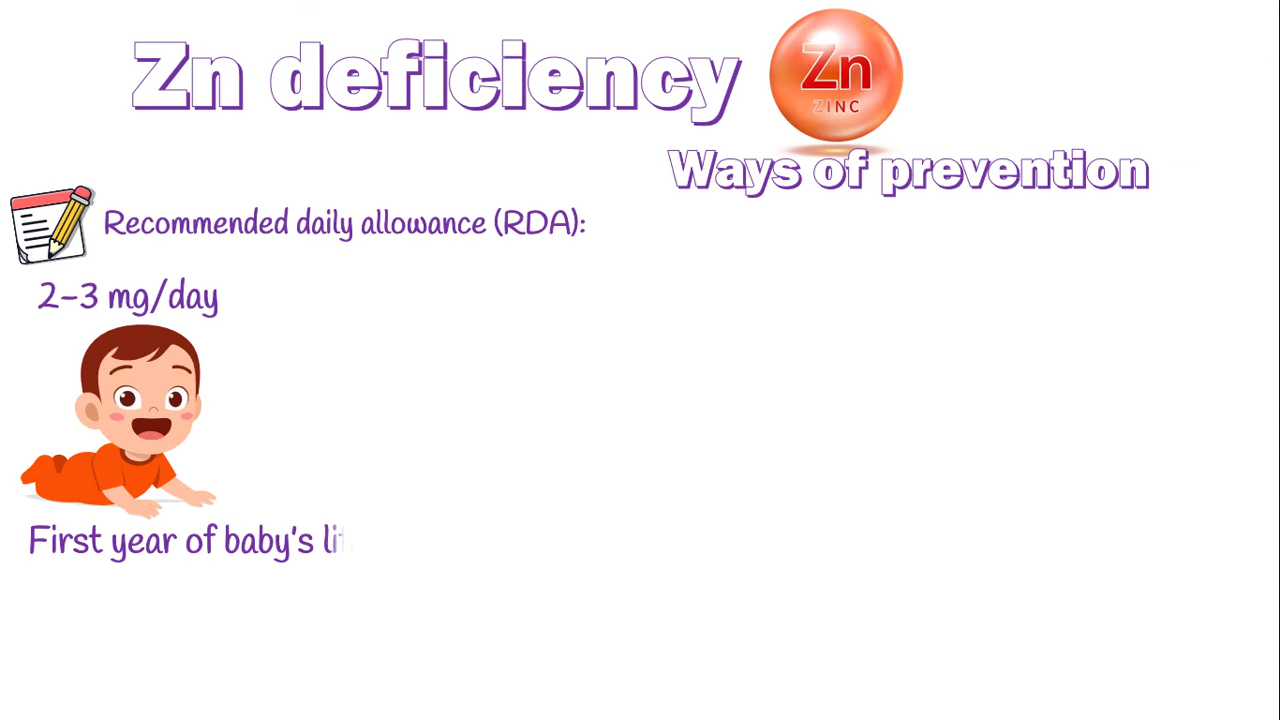 Zn deficiency
Zn
ZINC
Ways of prevention
Recommended daily allowance (RDA):
2-3 mg/day
First year of baby's